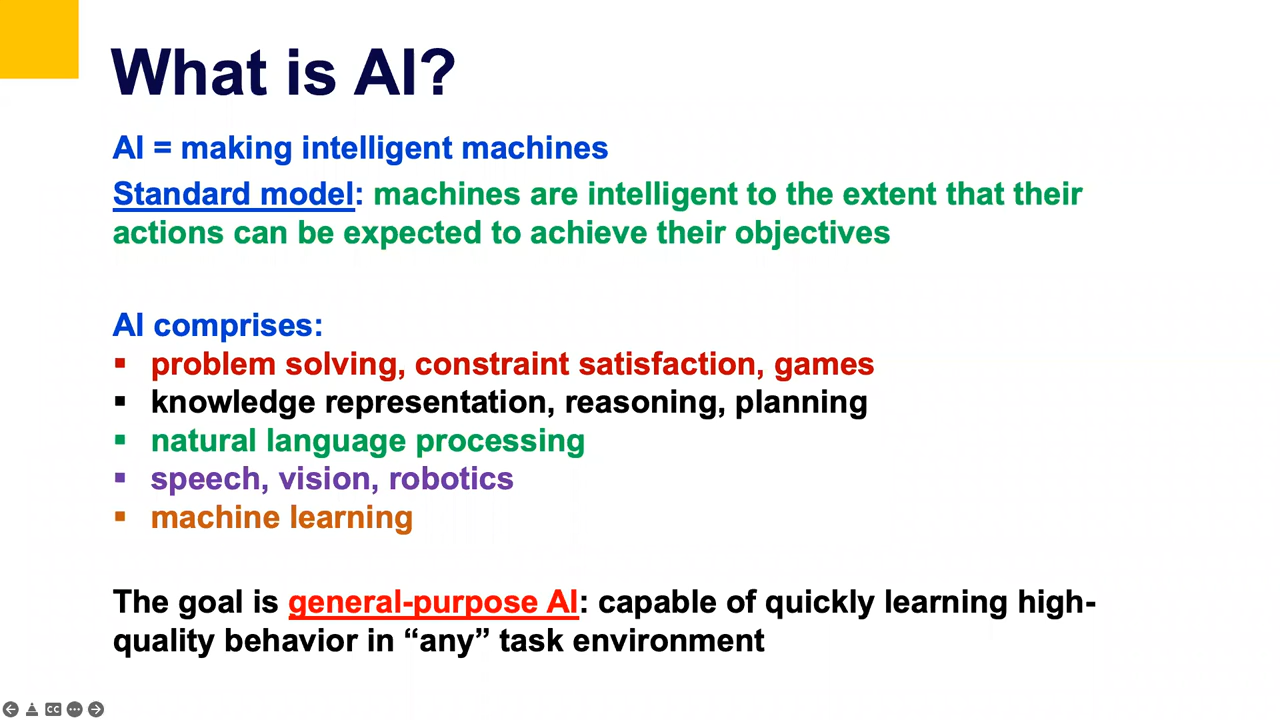 What is AI?
AI = making intelligent machines
Standard model: machines are intelligent to the extent that their
actions can be expected to achieve their objectives
AI comprises:
▪ problem solving, constraint satisfaction, games
▪ knowledge representation, reasoning, planning
▪ natural language processing
▪ speech, vision, robotics
▪ machine learning
The goal is general-purpose AI: capable of quickly learning high-
quality behavior in “any” task environment
CC